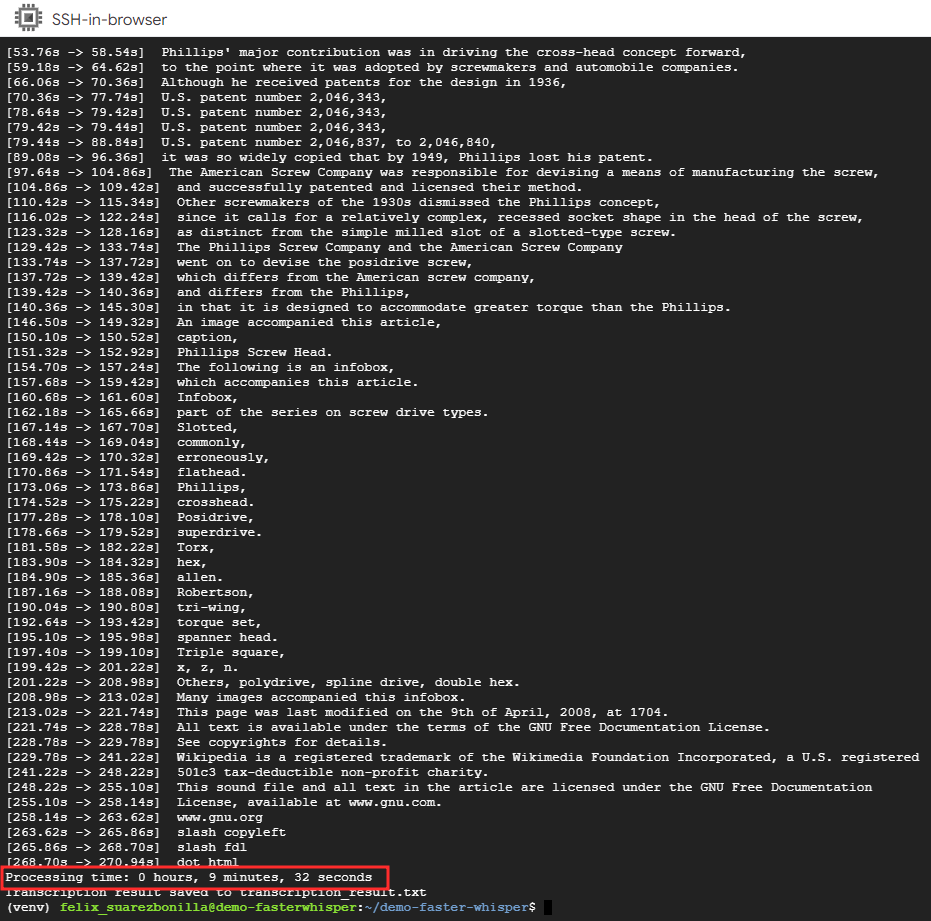 SSH-in-browser
[53.76s -> 58.54s]  Phillips' major contribution was in driving the cross-head concept forward,
[59.18s -> 64.62s]  to the point where it was adopted by screwmakers and automobile companies.
[66.06s -> 70.36s]  Although he received patents for the design in 1936,
[70.36s -> 77.74s]  U.S. patent number 2,046,343,
[78.64s -> 79.42s]  U.S. patent number 2,046,343,
[79.42s -> 79.44s]  U.S. patent number 2,046,343,
[79.44s -> 88.84s]  U.S. patent number 2,046,837, to 2,046,840,
[89.08s -> 96.36s]  it was so widely copied that by 1949, Phillips lost his patent.
[97.64s -> 104.86s]  The American Screw Company was responsible for devising a means of manufacturing the screw,
[104.86s -> 109.42s]  and successfully patented and licensed their method.
[110.42s -> 115.34s]  Other screwmakers of the 1930s dismissed the Phillips concept,
[116.02s -> 122.24s]  since it calls for a relatively complex, recessed socket shape in the head of the screw,
[123.32s -> 128.16s]  as distinct from the simple milled slot of a slotted-type screw.
[129.42s -> 133.74s]  The Phillips Screw Company and the American Screw Company
[133.74s -> 137.72s]  went on to devise the posidrive screw,
[137.72s -> 139.42s]  which differs from the American screw company,
[139.42s -> 140.36s]  and differs from the Phillips,
[140.36s -> 145.30s]  in that it is designed to accommodate greater torque than the Phillips.
[146.50s -> 149.32s]  An image accompanied this article,
[150.10s -> 150.52s]  caption,
[151.32s -> 152.92s]  Phillips Screw Head.
[154.70s -> 157.24s]  The following is an infobox,
[157.68s -> 159.42s]  which accompanies this article.
[160.68s -> 161.60s]  Infobox,
[162.18s -> 165.66s]  part of the series on screw drive types.
[167.14s -> 167.70s]  Slotted,
[168.44s -> 169.04s]  commonly,
[169.42s -> 170.32s]  erroneously,
[170.86s -> 171.54s]  flathead.
[173.06s -> 173.86s]  Phillips,
[174.52s -> 175.22s]  crosshead.
[177.28s -> 178.10s]  Posidrive,
[178.66s -> 179.52s]  superdrive.
[181.58s -> 182.22s]  Torx,
[183.90s -> 184.32s]  hex,
[184.90s -> 185.36s]  allen.
[187.16s -> 188.08s]  Robertson,
[190.04s -> 190.80s]  tri-wing,
[192.64s -> 193.42s]  torque set,
[195.10s -> 195.98s]  spanner head.
[197.40s -> 199.10s]  Triple square,
[199.42s -> 201.22s]  x, z, n.
[201.22s -> 208.98s]  Others, polydrive, spline drive, double hex.
[208.98s -> 213.02s]  Many images accompanied this infobox.
[213.02s -> 221.74s]  This page was last modified on the 9th of April, 2008, at 1704.
[221.74s -> 228.78s]  All text is available under the terms of the GNU Free Documentation License.
[228.78s -> 229.78s]  See copyrights for details.
[229.78s -> 241.22s]  Wikipedia is a registered trademark of the Wikimedia Foundation Incorporated, a U.S. registered
[241.22s -> 248.22s]  501c3 tax-deductible non-profit charity.
[248.22s -> 255.10s]  This sound file and all text in the article are licensed under the GNU Free Documentation
[255.10s -> 258.14s]  License, available at www.gnu.com.
[258.14s -> 263.62s]  www.gnu.org
[263.62s -> 265.86s]  slash copyleft
[265.86s -> 268.70s]  slash fdl
[268.70s -> 270.94s]  dot html
Processing time: 0 hours, 9 minutes, 32 seconds
Transcription result saved to transcription_result.txt
(venv) felix_suarezbonilla@demo-fasterwhisper:~/demo-faster-whisper$